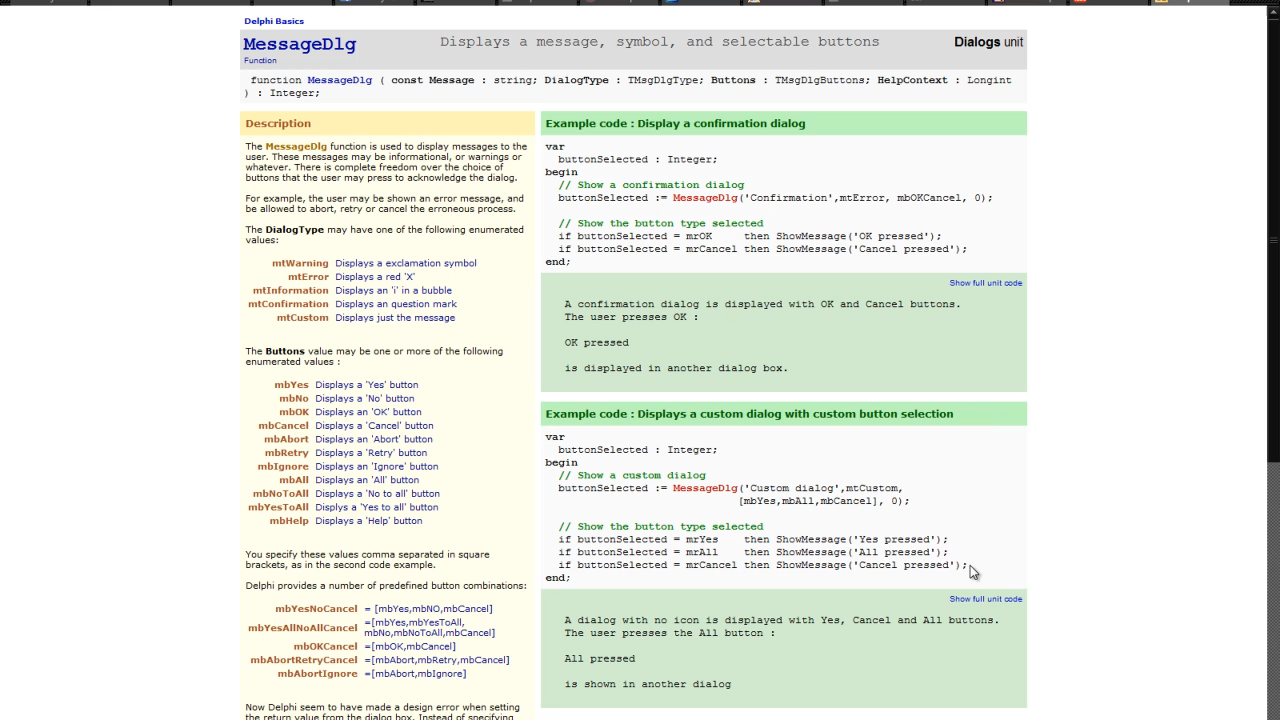 Delphi Basics
MessageDlg
Function
Displays a message, symbol, and selectable buttons
Dialogs unit
function MessageDlg ( const Message : string; DialogType : TMsgDlgType; Buttons : TMsgDlgButtons; HelpContext : Longint
) : Integer;
Description
The MessageDlg function is used to display messages to the
user. These messages may be informational, or warnings or
whatever. There is complete freedom over the choice of
buttons that the user may press to acknowledge the dialog.
For example, the user may be shown an error message, and
be allowed to abort, retry or cancel the erroneous process.
The DialogType may have one of the following enumerated
values:
mtWarning Displays a exclamation symbol
mtError Displays a red 'X'
mtInformation Displays an 'i' in a bubble
mtConfirmation Displays an question mark
mtCustom Displays just the message
The Buttons value may be one or more of the following
enumerated values :
mbYes Displays a 'Yes' button
mbNo Displays a 'No' button
mbOK Displays an 'OK' button
mbCancel Displays a 'Cancel' button
mbAbort Displays an 'Abort' button
mbRetry Displays a 'Retry' button
mbIgnore Displays an 'Ignore' button
mbAll Displays an 'All' button
mbNoToAll Displays a 'No to all' button
mbYesToAll Displays a 'Yes to all' button
mbHelp Displays a 'Help' button
You specify these values comma separated in square
brackets, as in the second code example.
Delphi provides a number of predefined button combinations:
mbYesNoCancel = [mbYes,mbNO,mbCancel]
mbYesAllNoAllCancel =[mbYes,mbYesToAll,
mbNo,mbNoToAll,mbCancel]
mbOKCancel =[mbOK,mbCancel]
mbAbortRetryCancel =[mbAbort,mbRetry,mbCancel]
mbAbortIgnore =[mbAbort,mbIgnore]
Now Delphi seem to have made a design error when setting
the return value from the dialog box. Instead of specifying
Example code : Display a confirmation dialog
var
buttonSelected : Integer;
begin
// Show a confirmation dialog
buttonSelected := MessageDlg('Confirmation',mtError, mbOKCancel, 0);
// Show the button type selected
if buttonSelected = mrOK then ShowMessage('OK pressed');
if buttonSelected = mrCancel then ShowMessage('Cancel pressed');
end;
Show full unit code
A confirmation dialog is displayed with OK and Cancel buttons.
The user presses OK :
OK pressed
is displayed in another dialog box.
Example code : Displays a custom dialog with custom button selection
var
buttonSelected : Integer;
begin
// Show a custom dialog
buttonSelected := MessageDlg('Custom dialog',mtCustom,
[mbYes,mbAll,mbCancel], 0);
// Show the button type selected
if buttonSelected = mrYes then ShowMessage('Yes pressed');
if buttonSelected = mrAll then ShowMessage('All pressed');
if buttonSelected = mrCancel then ShowMessage('Cancel pressed');
end;
Show full unit code
A dialog with no icon is displayed with Yes, Cancel and All buttons.
The user presses the All button :
All pressed
is shown in another dialog